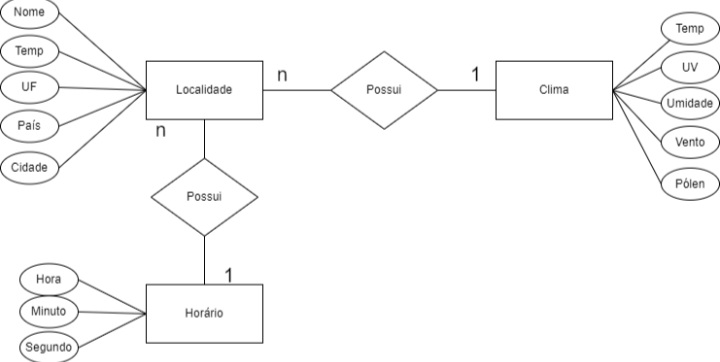 Nome
Temp
UF
País
Cidade
Localidade
n
Possui
1
Clima
Temp
UV
Umidade
Vento
Pólen
n
Possui
1
Horário
Hora
Minuto
Segundo